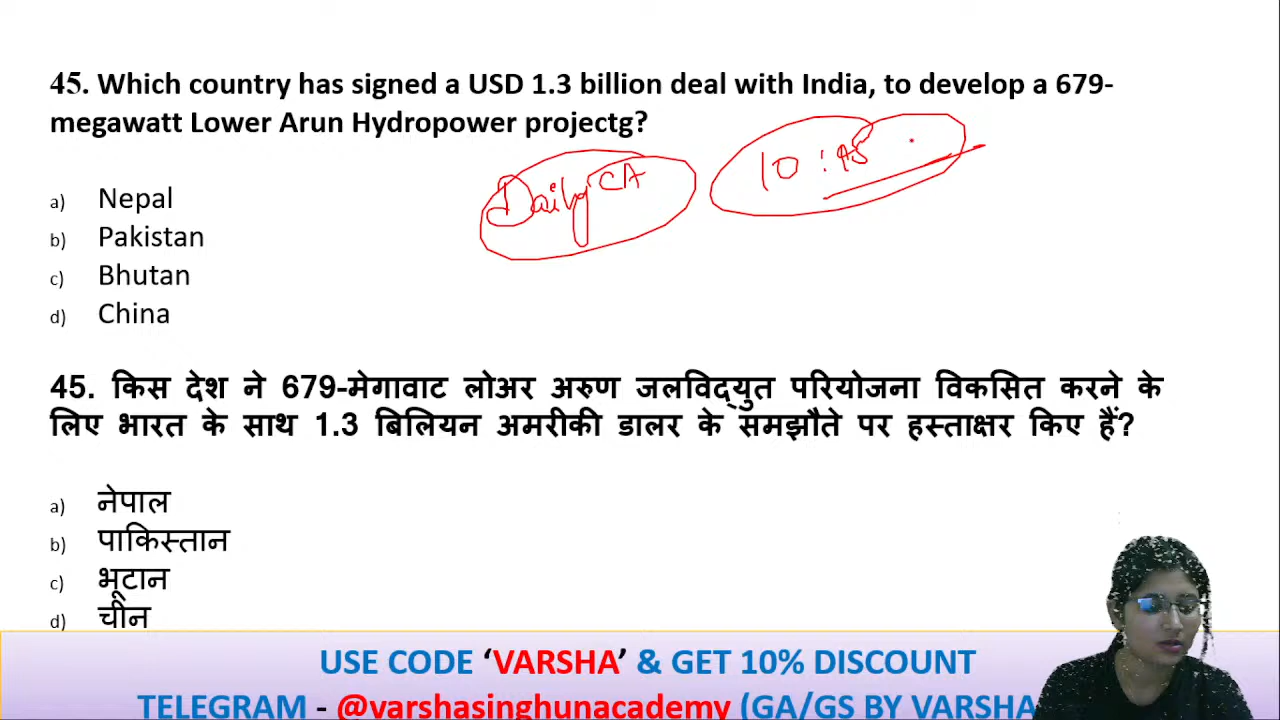 45. Which country has signed a USD 1.3 billion deal with India, to develop a 679-
megawatt Lower Arun Hydropower projectg?
Daily CA
10:45
a) Nepal
b) Pakistan
c) Bhutan
d) China
45. किस देश ने 679-मेगावाट लोअर अरुण जलविद्युत परियोजना विकसित करने के
लिए भारत के साथ 1.3 बिलियन अमरीकी डालर के समझौते पर हस्ताक्षर किए हैं?
a) नेपाल
b) पाकिस्तान
c) भूटान
d) चीन
USE CODE ‘VARSHA’ & GET 10% DISCOUNT
TELEGRAM - @varshasinghunacademy (GA/GS BY VARSHA